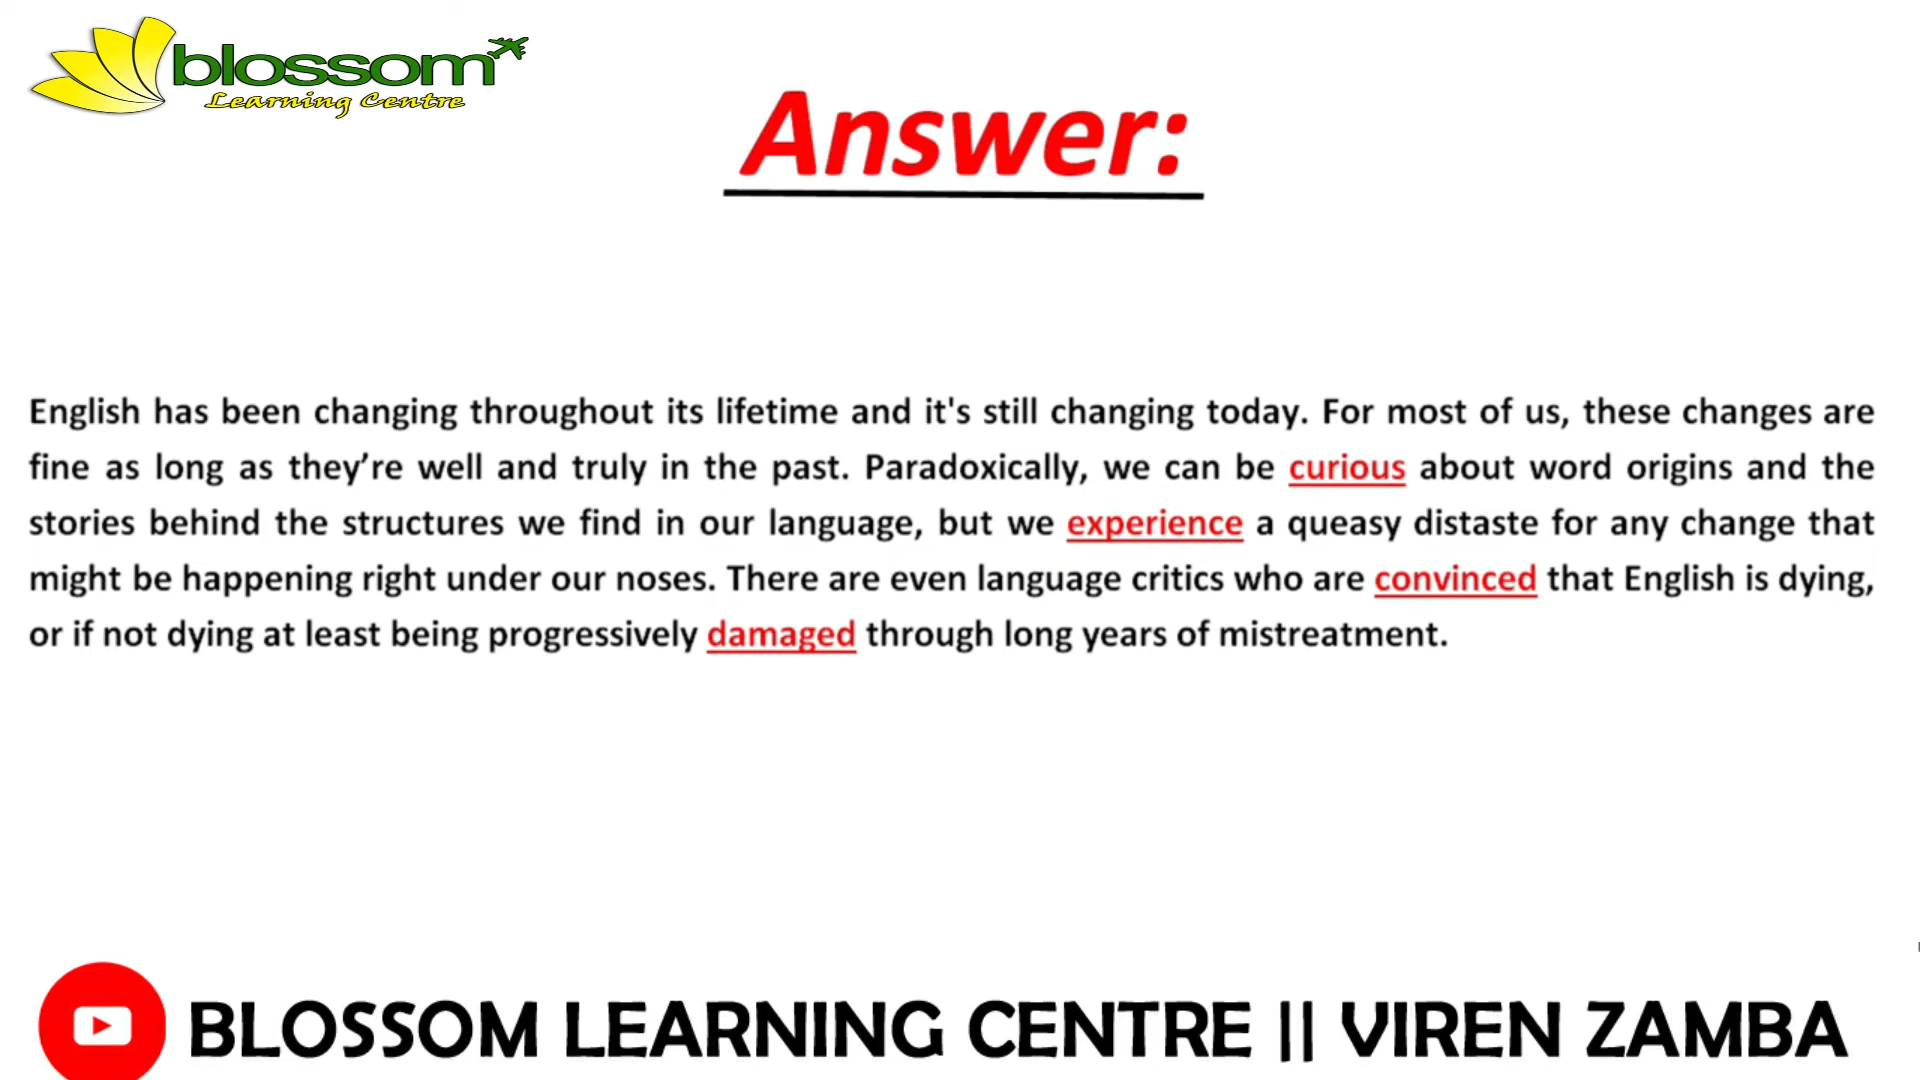 blossom
Learning Centre
Answer:
English has been changing throughout its lifetime and it's still changing today. For most of us, these changes are
fine as long as they’re well and truly in the past. Paradoxically, we can be curious about word origins and the
stories behind the structures we find in our language, but we experience a queasy distaste for any change that
might be happening right under our noses. There are even language critics who are convinced that English is dying,
or if not dying at least being progressively damaged through long years of mistreatment.
BLOSSOM LEARNING CENTRE || VIREN ZAMBA